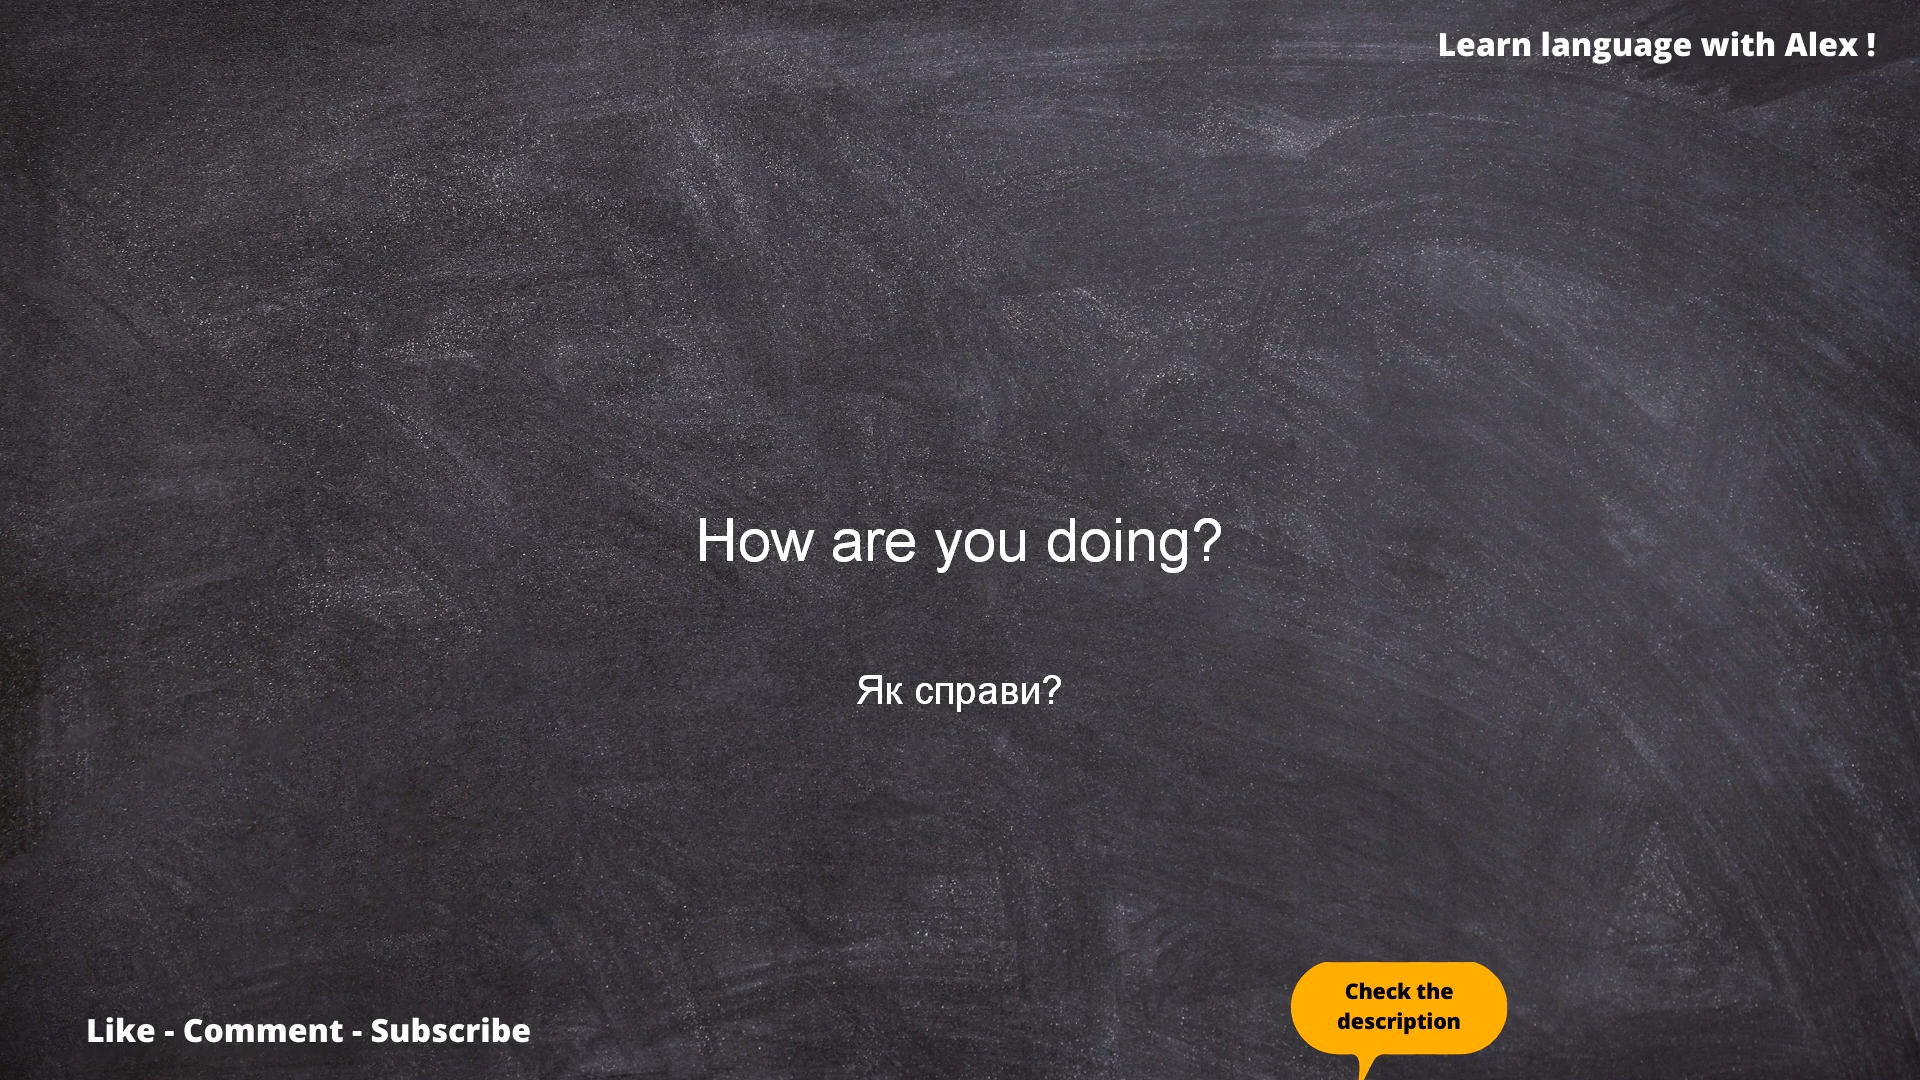 Learn language with Alex !
How are you doing?
Як справи?
Check the
description
Like - Comment - Subscribe